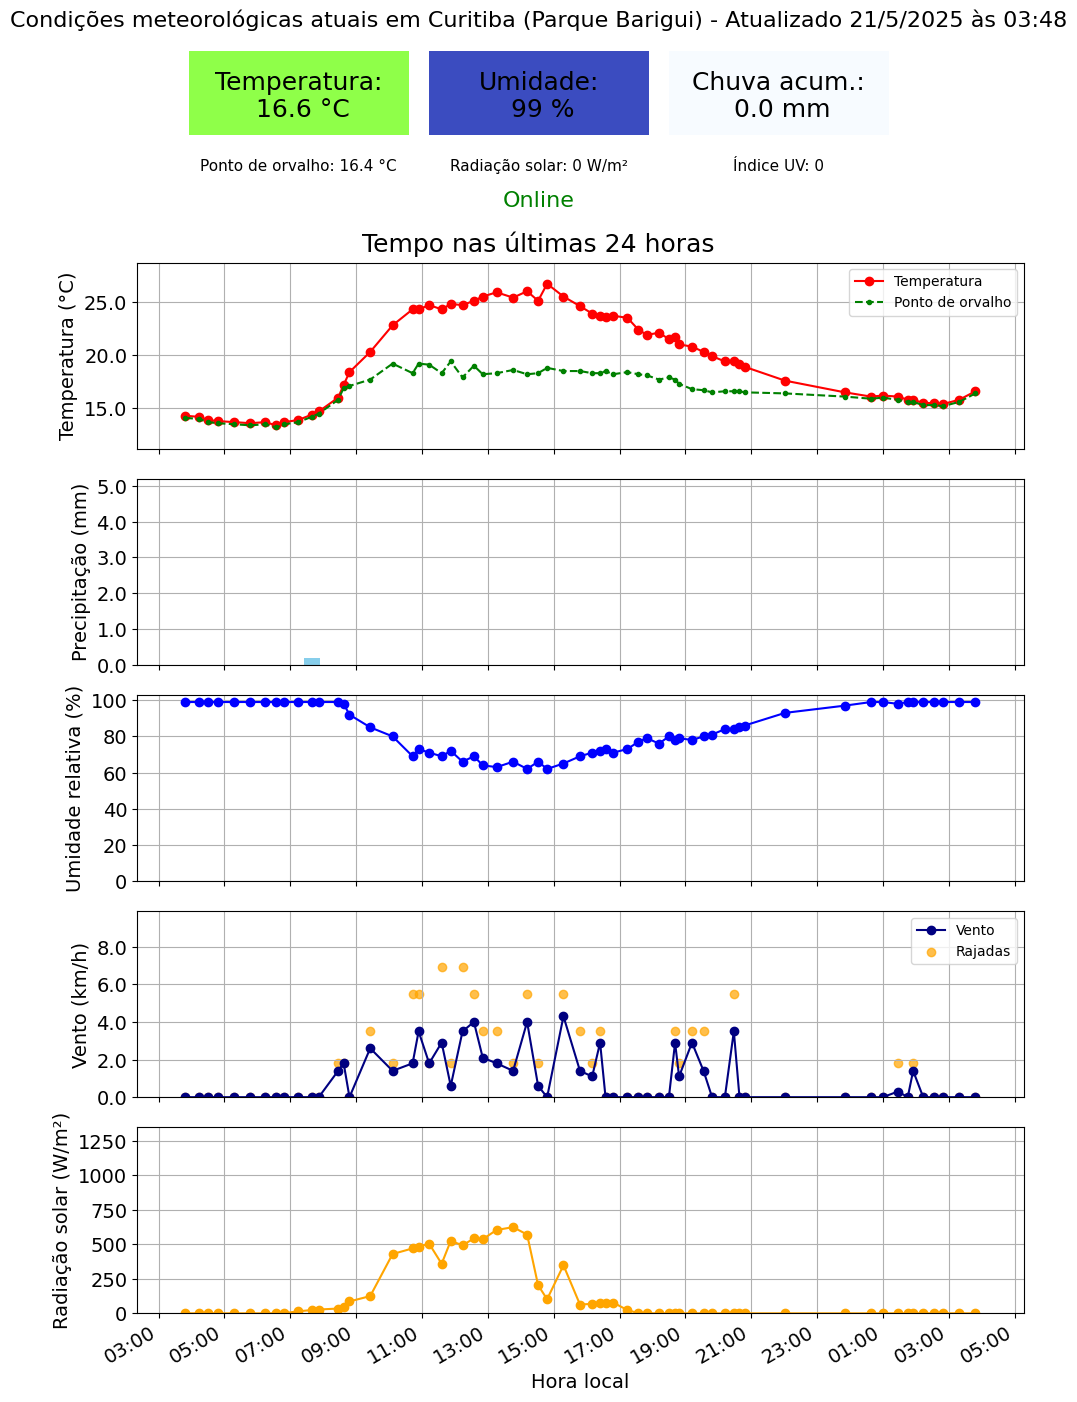 Condições meteorológicas atuais em Curitiba (Parque Barigui) - Atualizado 21/5/2025 às 03:48
Temperatura:
16.6 °C
Umidade:
99 %
Chuva acum.:
0.0 mm
Ponto de orvalho: 16.4 °C
Radiação solar: 0 W/m²
Índice UV: 0
Online
Tempo nas últimas 24 horas
Temperatura (°C)
25.0
20.0
15.0
Temperatura
Ponto de orvalho
Precipitação (mm)
5.0
4.0
3.0
2.0
1.0
0.0
Umidade relativa (%)
100
80
60
40
20
0
Vento (km/h)
8.0
6.0
4.0
2.0
0.0
Vento
Rajadas
Radiação solar (W/m²)
1250
1000
750
500
250
0
03:00
05:00
07:00
09:00
11:00
13:00
15:00
17:00
19:00
21:00
23:00
01:00
03:00
05:00
Hora local